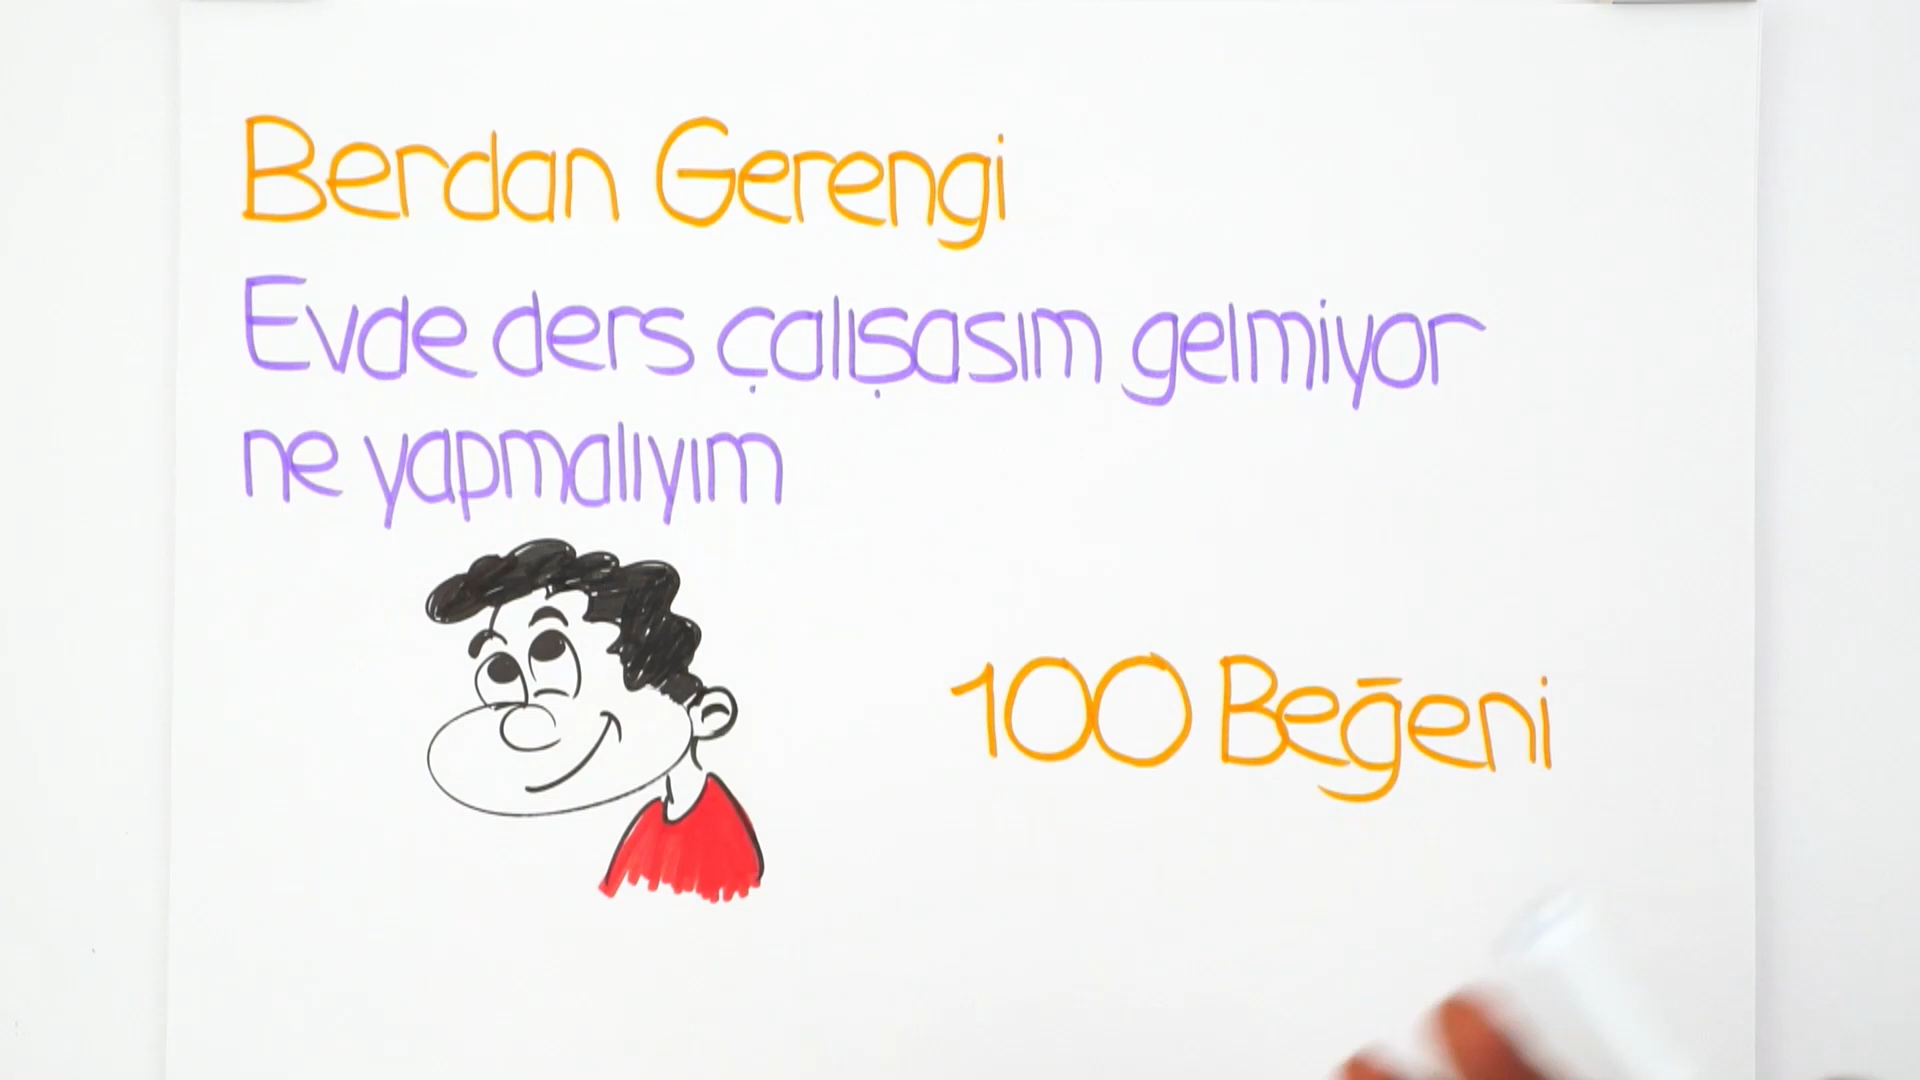 Berdan Gerengi
Evde ders çalışasım gelmiyor
ne yapmalıyım
100 Beğeni